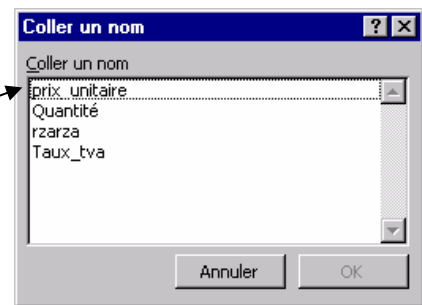 Coller un nom
Coller un nom
prix_unitaire
Quantité
rzarza
Taux_tva
Annuler
OK